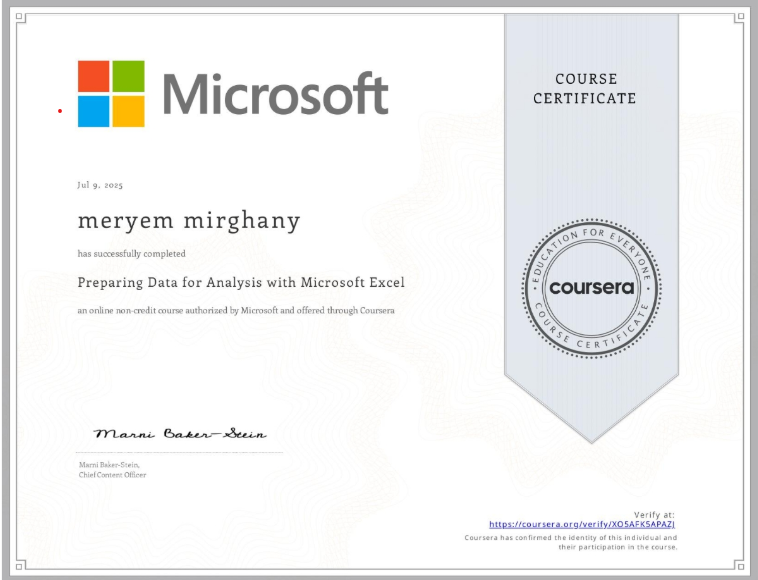 Microsoft
COURSE
CERTIFICATE
Jul 9, 2025
meryem mirghany
has successfully completed
Preparing Data for Analysis with Microsoft Excel
an online non-credit course authorized by Microsoft and offered through Coursera
EDUCATION FOR EVERYONE
coursera
COURSE CERTIFICATE
Marni Baker-Stein
Marni Baker-Stein,
Chief Content Officer
Verify at:
https://coursera.org/verify/XO5AFK5APAZJ
Coursera has confirmed the identity of this individual and
their participation in the course.